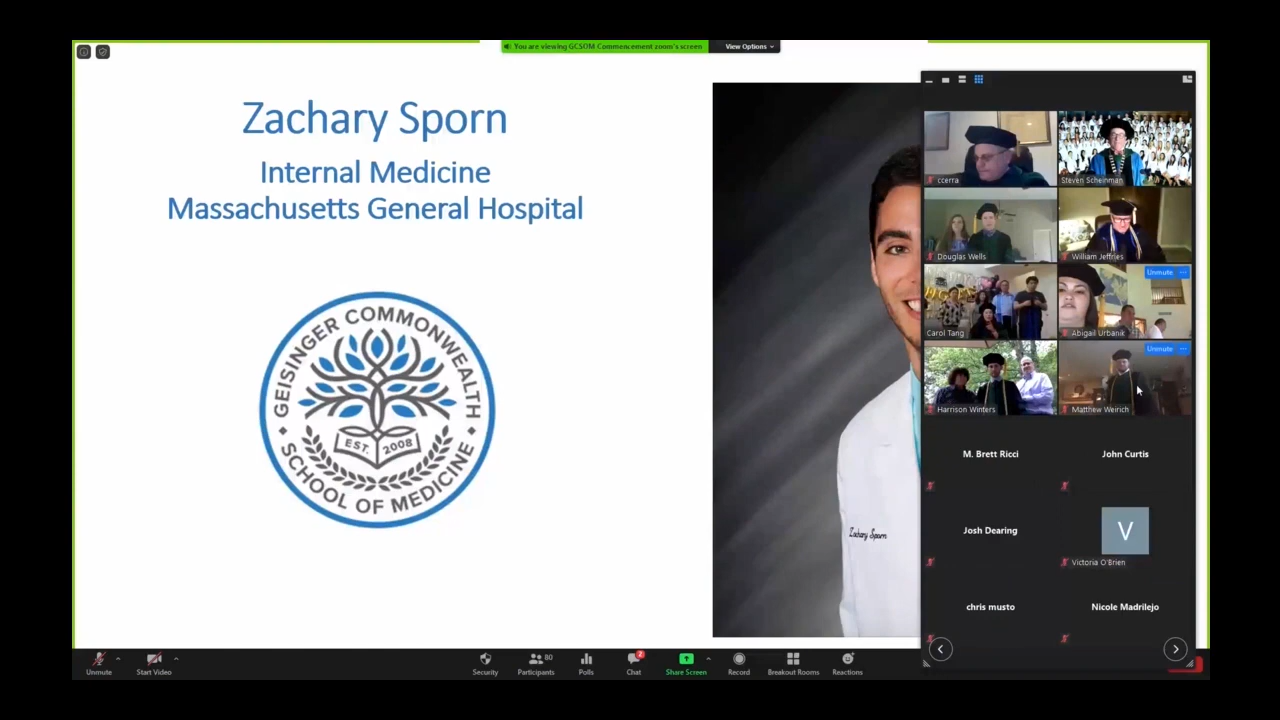 You are viewing GCSOM Commencement zoom's screen
View Options
Zachary Sporn
Internal Medicine
Massachusetts General Hospital
GEISINGER COMMONWEALTH
EST. 2008
SCHOOL OF MEDICINE
Zachary Sporn
ccerra
Steven Scheinman
Douglas Wells
William Jeffries
Unmute ...
Carol Tang
Abigail Urbanik
Unmute ...
Harrison Winters
Matthew Weirich
M. Brett Ricci
John Curtis
Josh Dearing
V
Victoria O'Brien
chris musto
Nicole Madrilejo
Unmute
Start Video
Security
80
Participants
Polls
2
Chat
Share Screen
Record
Breakout Rooms
Reactions